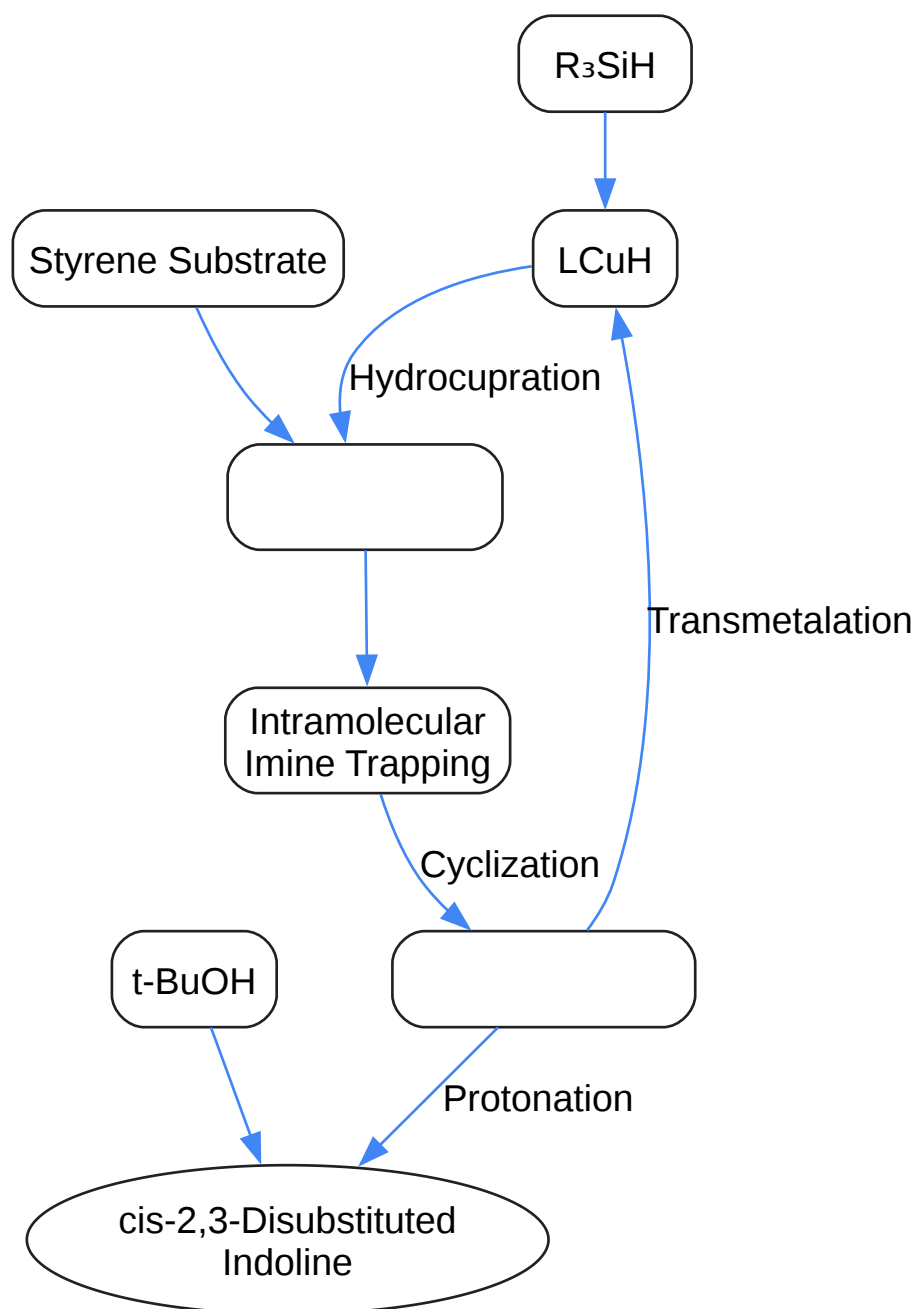 R₃SiH
Styrene Substrate
LCuH
Hydrocupration
Transmetalation
Intramolecular
Imine Trapping
Cyclization
t-BuOH
Protonation
cis-2,3-Disubstituted
Indoline